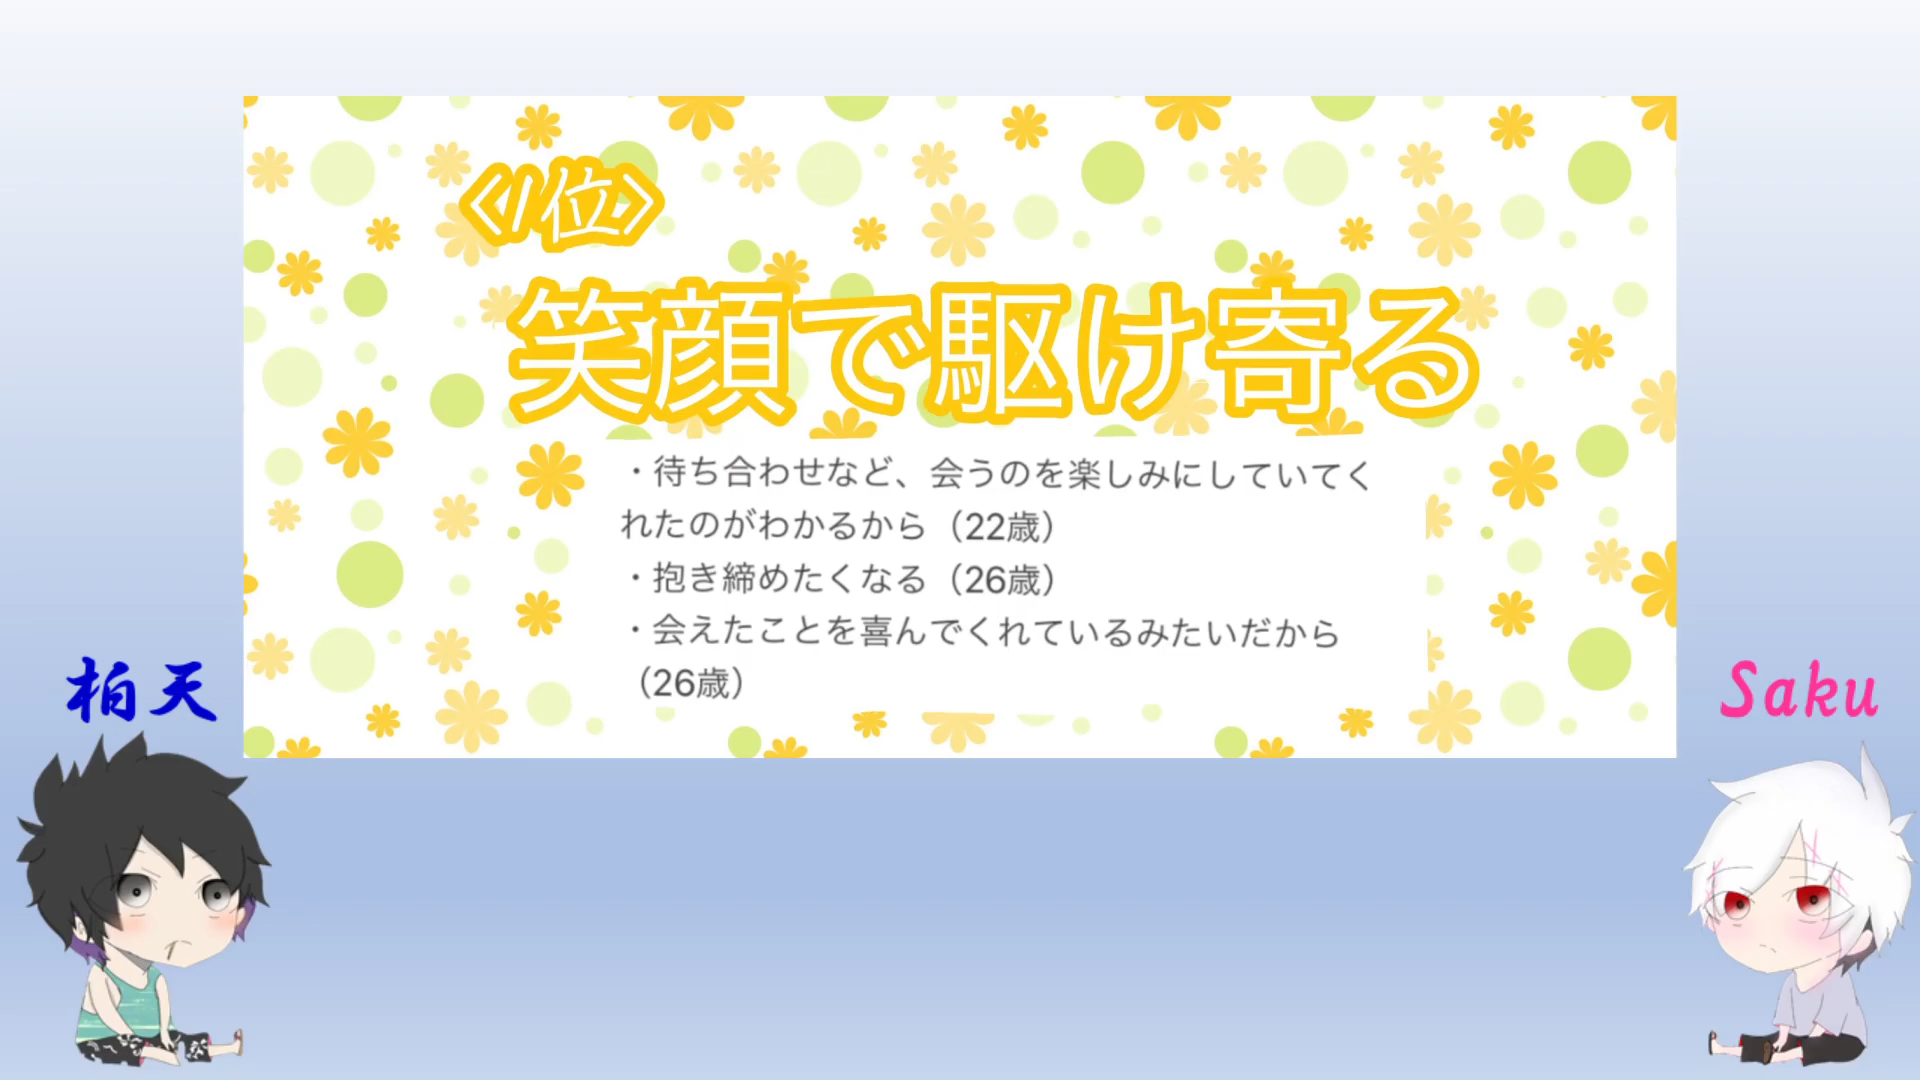 〈1位〉
笑顔で駆け寄る
・待ち合わせなど、会うのを楽しみにしていてく
れたのがわかるから（22歳）
・抱き締めたくなる（26歳）
・会えたことを喜んでくれているみたいだから
（26歳）
柏天
Saku